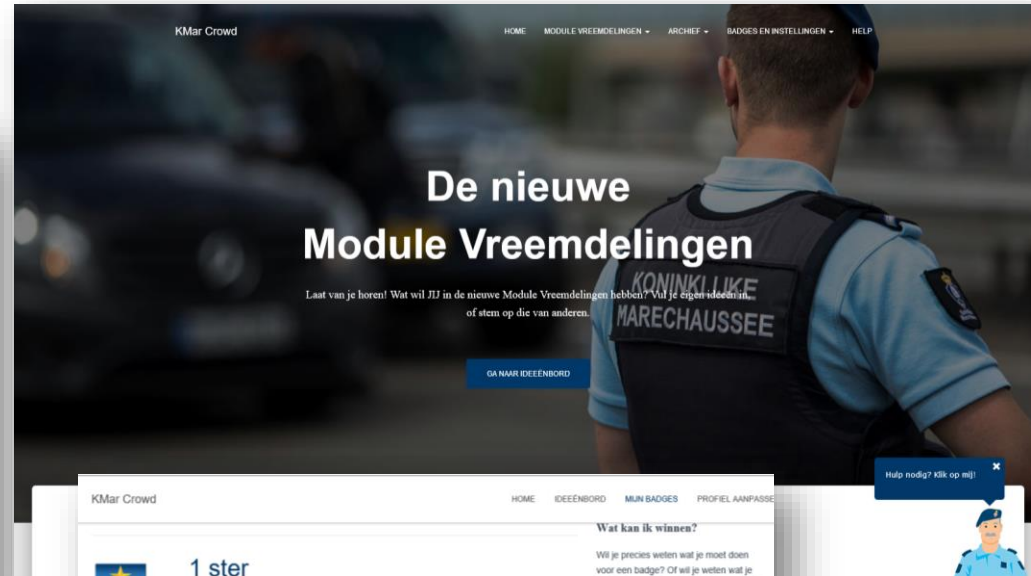 KMar Crowd
HOME MODULE VREEMDELINGEN ARCHIEF BADGES EN INSTELLINGEN HELP
De nieuwe
Module Vreemdelingen
Laat van je horen! Wat wil JIJ in de nieuwe Module Vreemdelingen hebben? Vul je eigen ideeën in,
of stem op die van anderen.
KONINKLIJKE
MARECHAUSSEE
GA NAAR IDEEËNBORD
Hulp nodig? Klik op mij! ×
KMar Crowd
HOME IDEEËNBORD MIJN BADGES PROFIEL AANPASSE
Wat kan ik winnen?
1 ster
Wil je precies weten wat je moet doen
voor een badge? Of wil je weten wat je